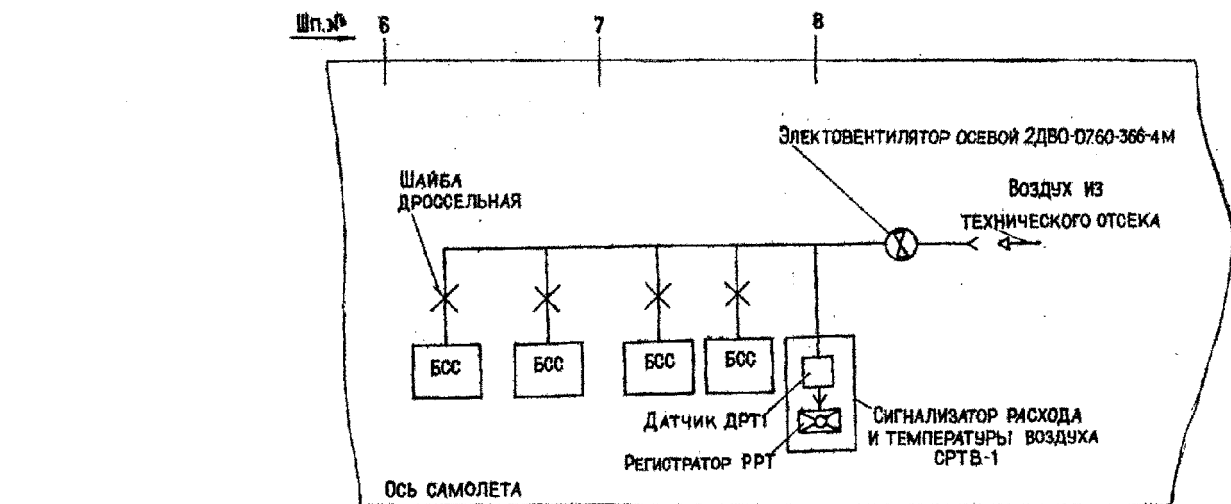 Шп.№ 6 7 8
Электовентилятор осевой 2ДВО-0760-366-4М
Шайба
дроссельная
Воздух из
технического отсека
БСС БСС БСС БСС
Датчик ДРТ1
Регистратор РРТ
Сигнализатор расхода
и температуры воздуха
СРТВ-1
Ось самолета